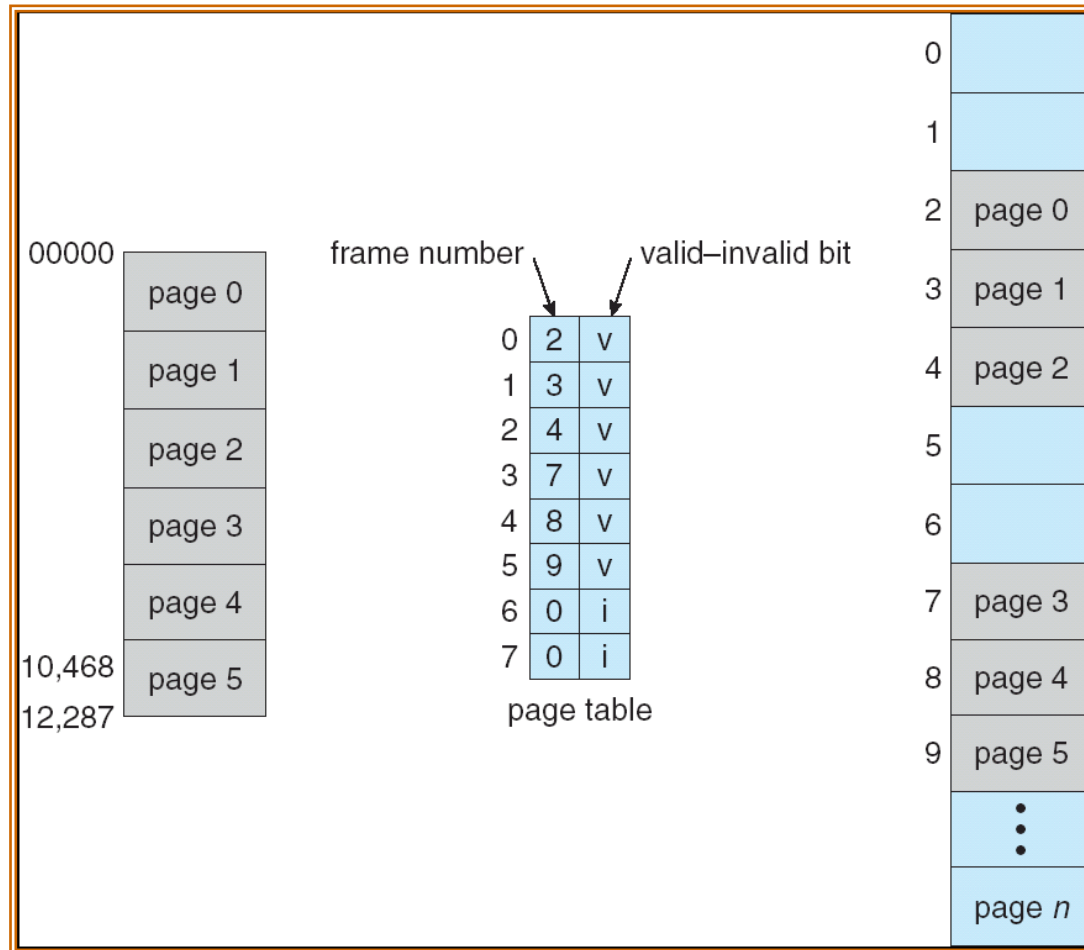 00000
page 0
page 1
page 2
page 3
page 4
10,468
page 5
12,287
frame number
valid–invalid bit
0 2 v
1 3 v
2 4 v
3 7 v
4 8 v
5 9 v
6 0 i
7 0 i
page table
0
1
2 page 0
3 page 1
4 page 2
5
6
7 page 3
8 page 4
9 page 5
page n